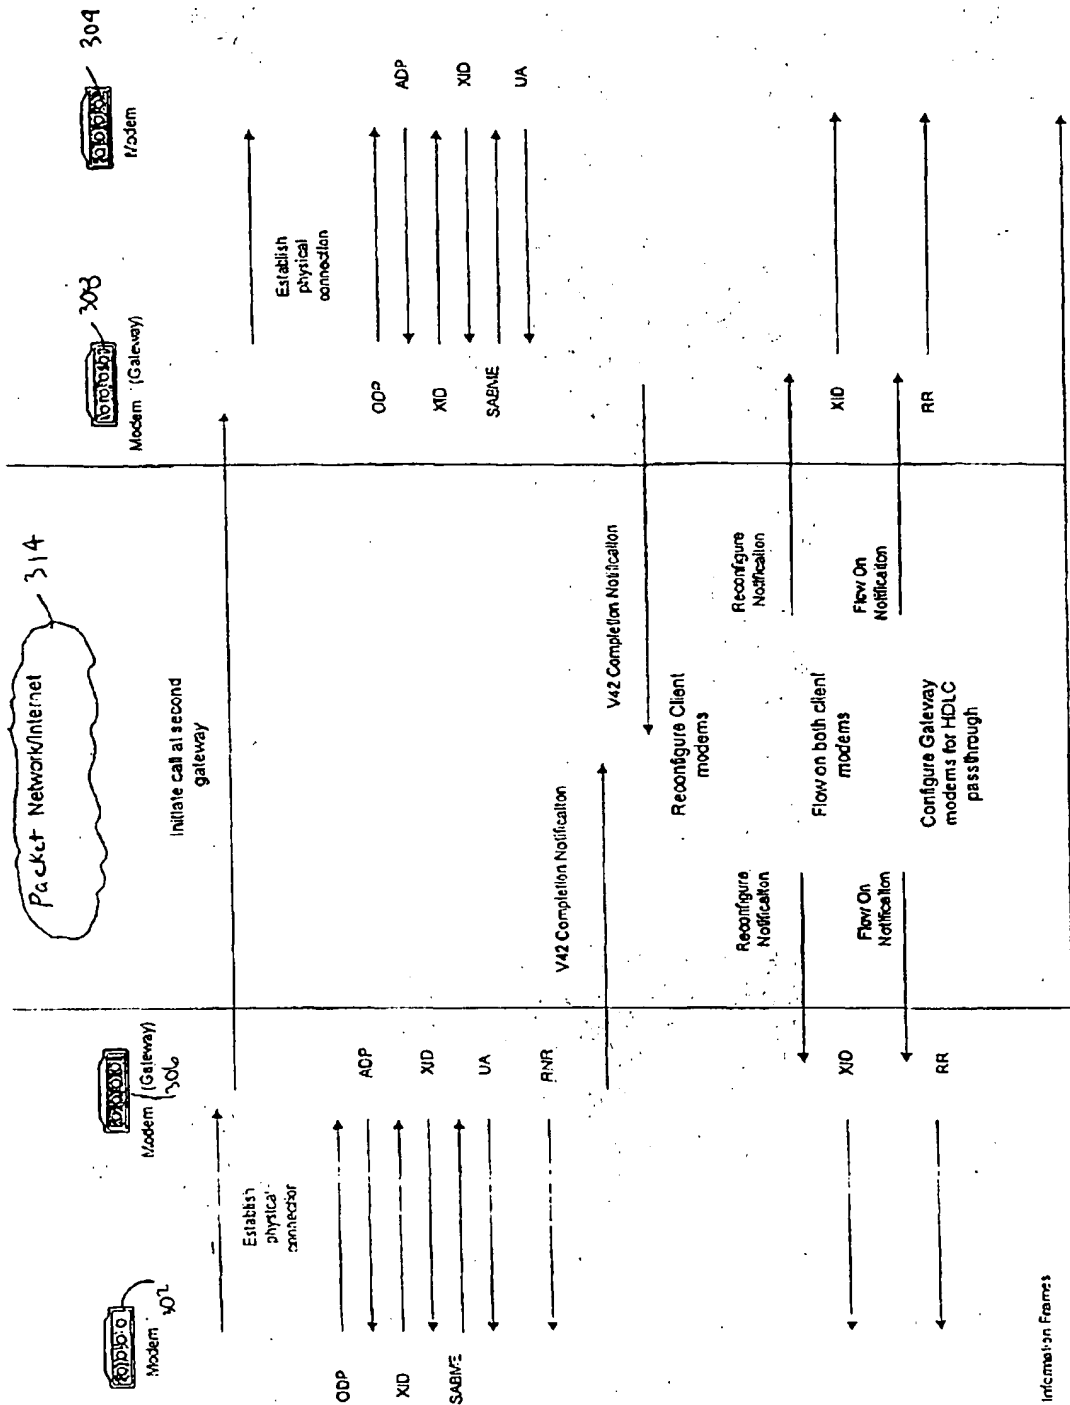 Packet Network/Internet
314
Modem
302
Modem (Gateway)
306
Modem (Gateway)
308
Modem
304
Establish
physical
connection
Initiate call at second
gateway
Establish
physical
connection
ODP
ADP
XID
XID
SABME
UA
RNR
ODP
ADP
XID
XID
SABME
UA
V42 Completion Notification
V42 Completion Notification
Reconfigure Client
modems
Reconfigure
Notification
Reconfigure
Notification
Flow on both client
modems
XID
XID
Flow On
Notification
Flow On
Notificaiton
Configure Gateway
modems for HDLC
passthrough
RR
RR
Information Frames